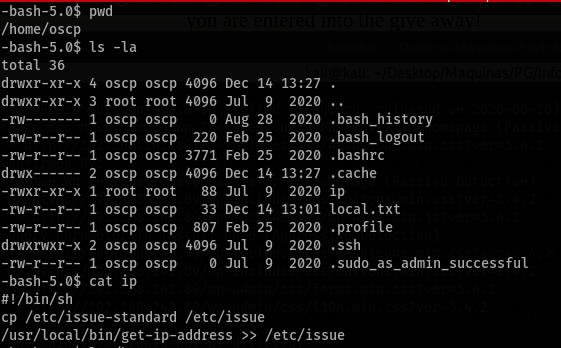 -bash-5.0$ pwd
you are entered into the give away!
/home/oscp
-bash-5.0$ ls -la
total 36
drwxr-xr-x 4 oscp oscp 4096 Dec 14 13:27 .
drwxr-xr-x 3 root root 4096 Jul  9  2020 ..
-rw------- 1 oscp oscp    0 Aug 28  2020 .bash_history
-rw-r--r-- 1 oscp oscp  220 Feb 25  2020 .bash_logout
-rw-r--r-- 1 oscp oscp 3771 Feb 25  2020 .bashrc
drwx------ 2 oscp oscp 4096 Dec 14 13:27 .cache
-rwxr-xr-x 1 root root   88 Jul  9  2020 ip
-rw-r--r-- 1 oscp oscp   33 Dec 14 13:01 local.txt
-rw-r--r-- 1 oscp oscp  807 Feb 25  2020 .profile
drwxrwxr-x 2 oscp oscp 4096 Jul  9  2020 .ssh
-rw-r--r-- 1 oscp oscp    0 Jul  9  2020 .sudo_as_admin_successful
-bash-5.0$ cat ip
#!/bin/sh
cp /etc/issue-standard /etc/issue
/usr/local/bin/get-ip-address >> /etc/issue